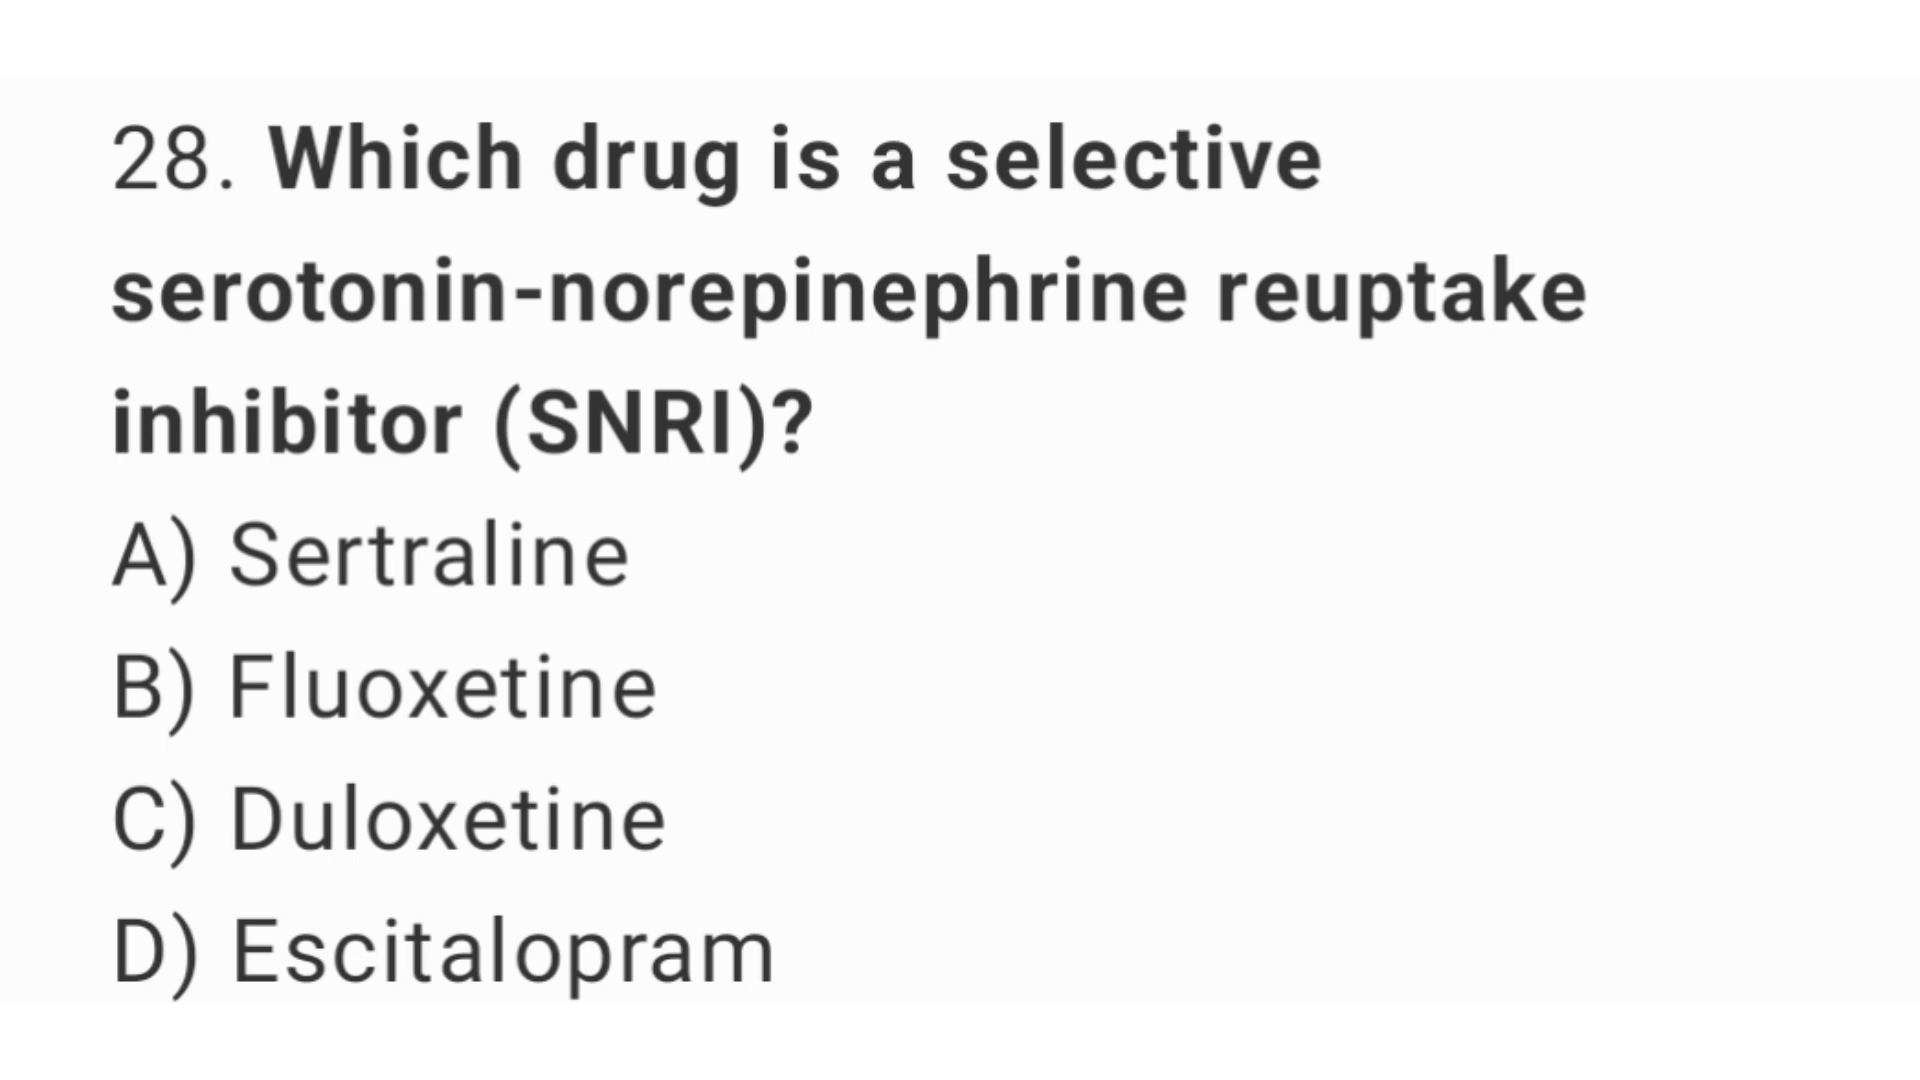 28. Which drug is a selective
serotonin-norepinephrine reuptake
inhibitor (SNRI)?
A) Sertraline
B) Fluoxetine
C) Duloxetine
D) Escitalopram